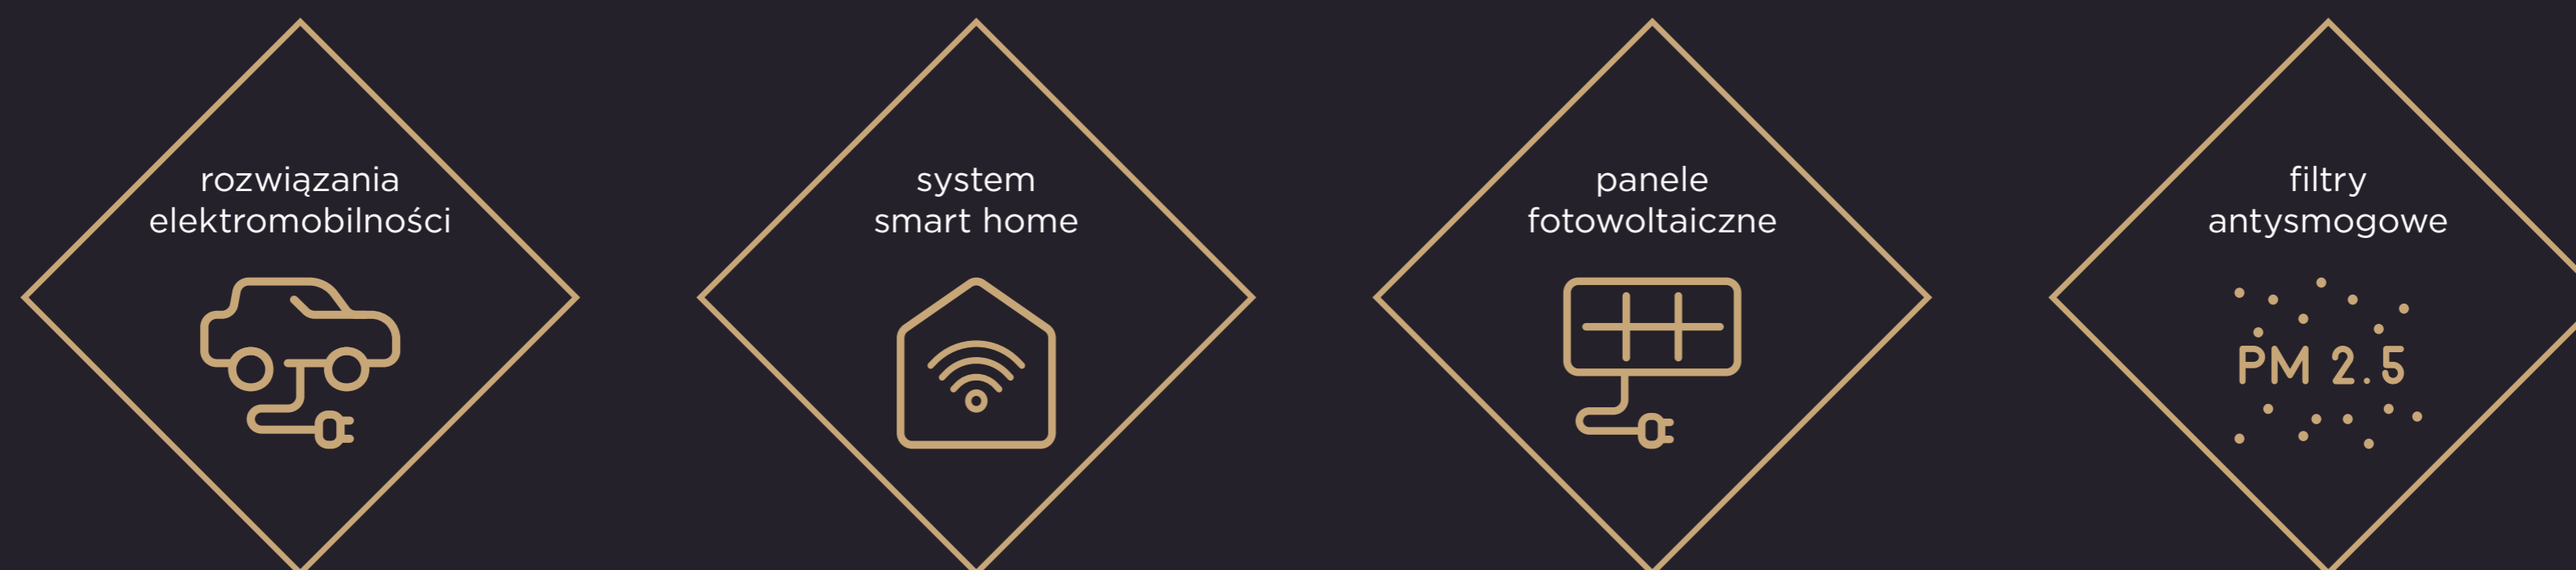 rozwiązania
elektromobilności
system
smart home
panele
fotowoltaiczne
filtry
antysmogowe
PM 2.5